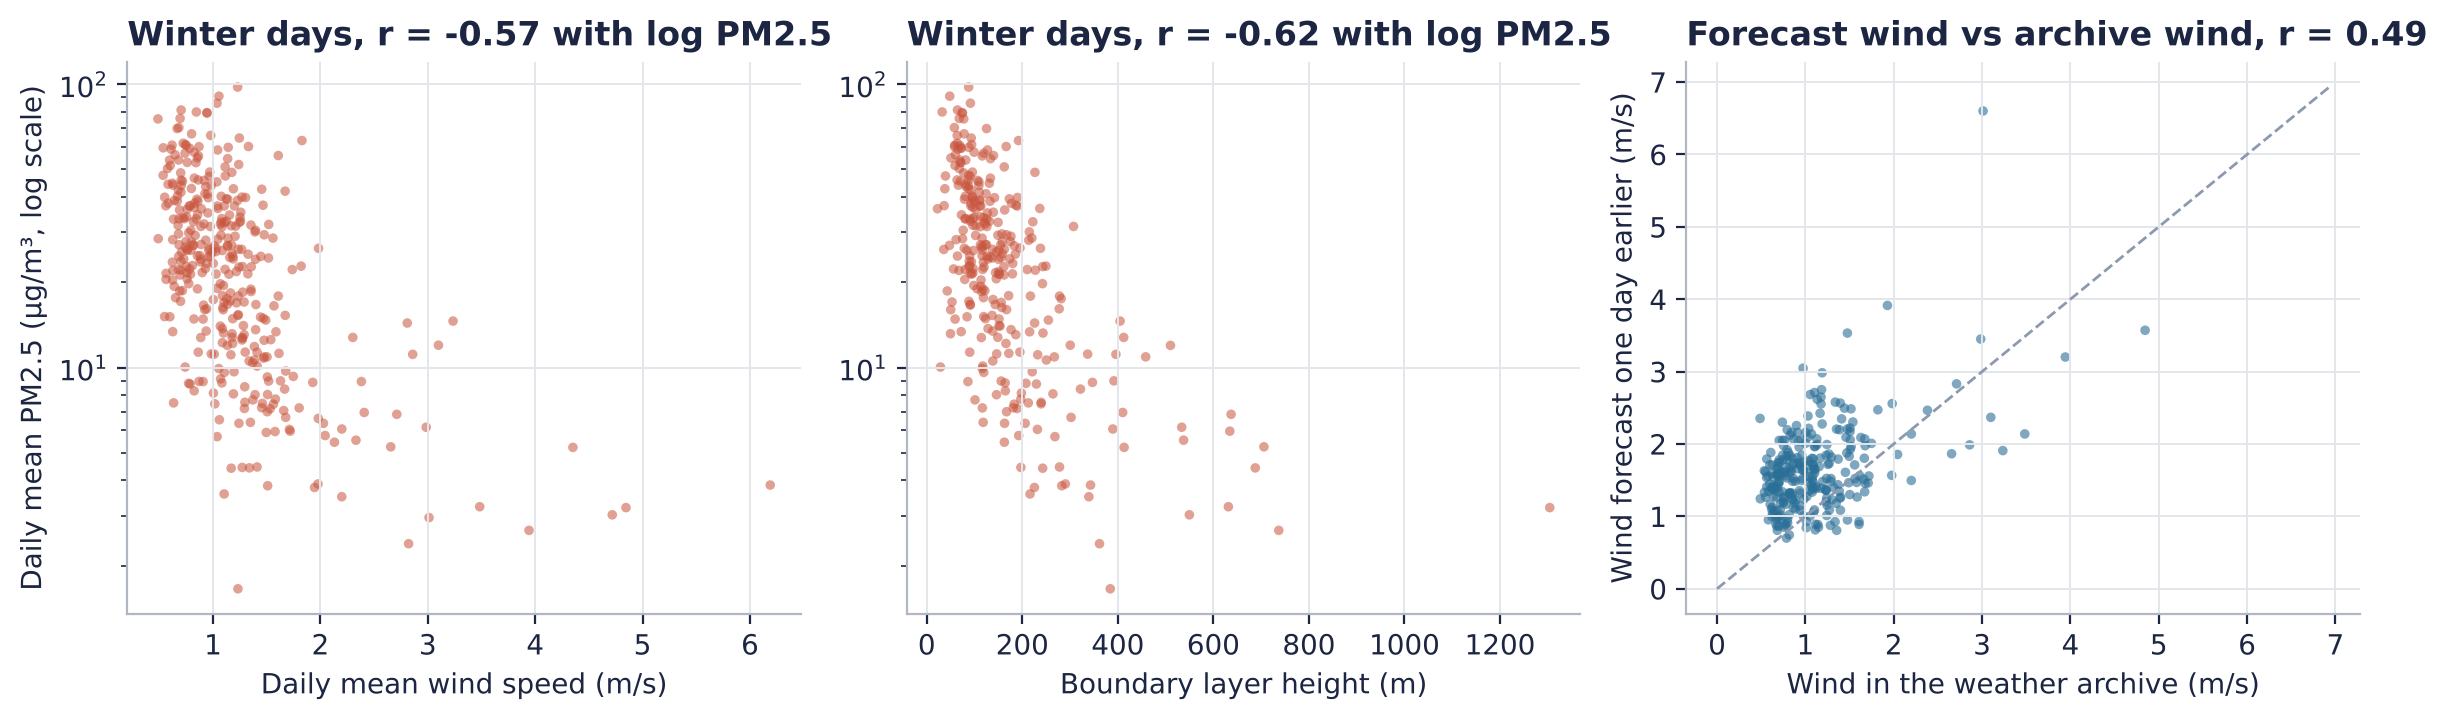 Winter days, r = -0.57 with log PM2.5
Daily mean PM2.5 (µg/m³, log scale)
10²
10¹
1 2 3 4 5 6
Daily mean wind speed (m/s)
Winter days, r = -0.62 with log PM2.5
10²
10¹
0 200 400 600 800 1000 1200
Boundary layer height (m)
Forecast wind vs archive wind, r = 0.49
Wind forecast one day earlier (m/s)
7
6
5
4
3
2
1
0
0 1 2 3 4 5 6 7
Wind in the weather archive (m/s)